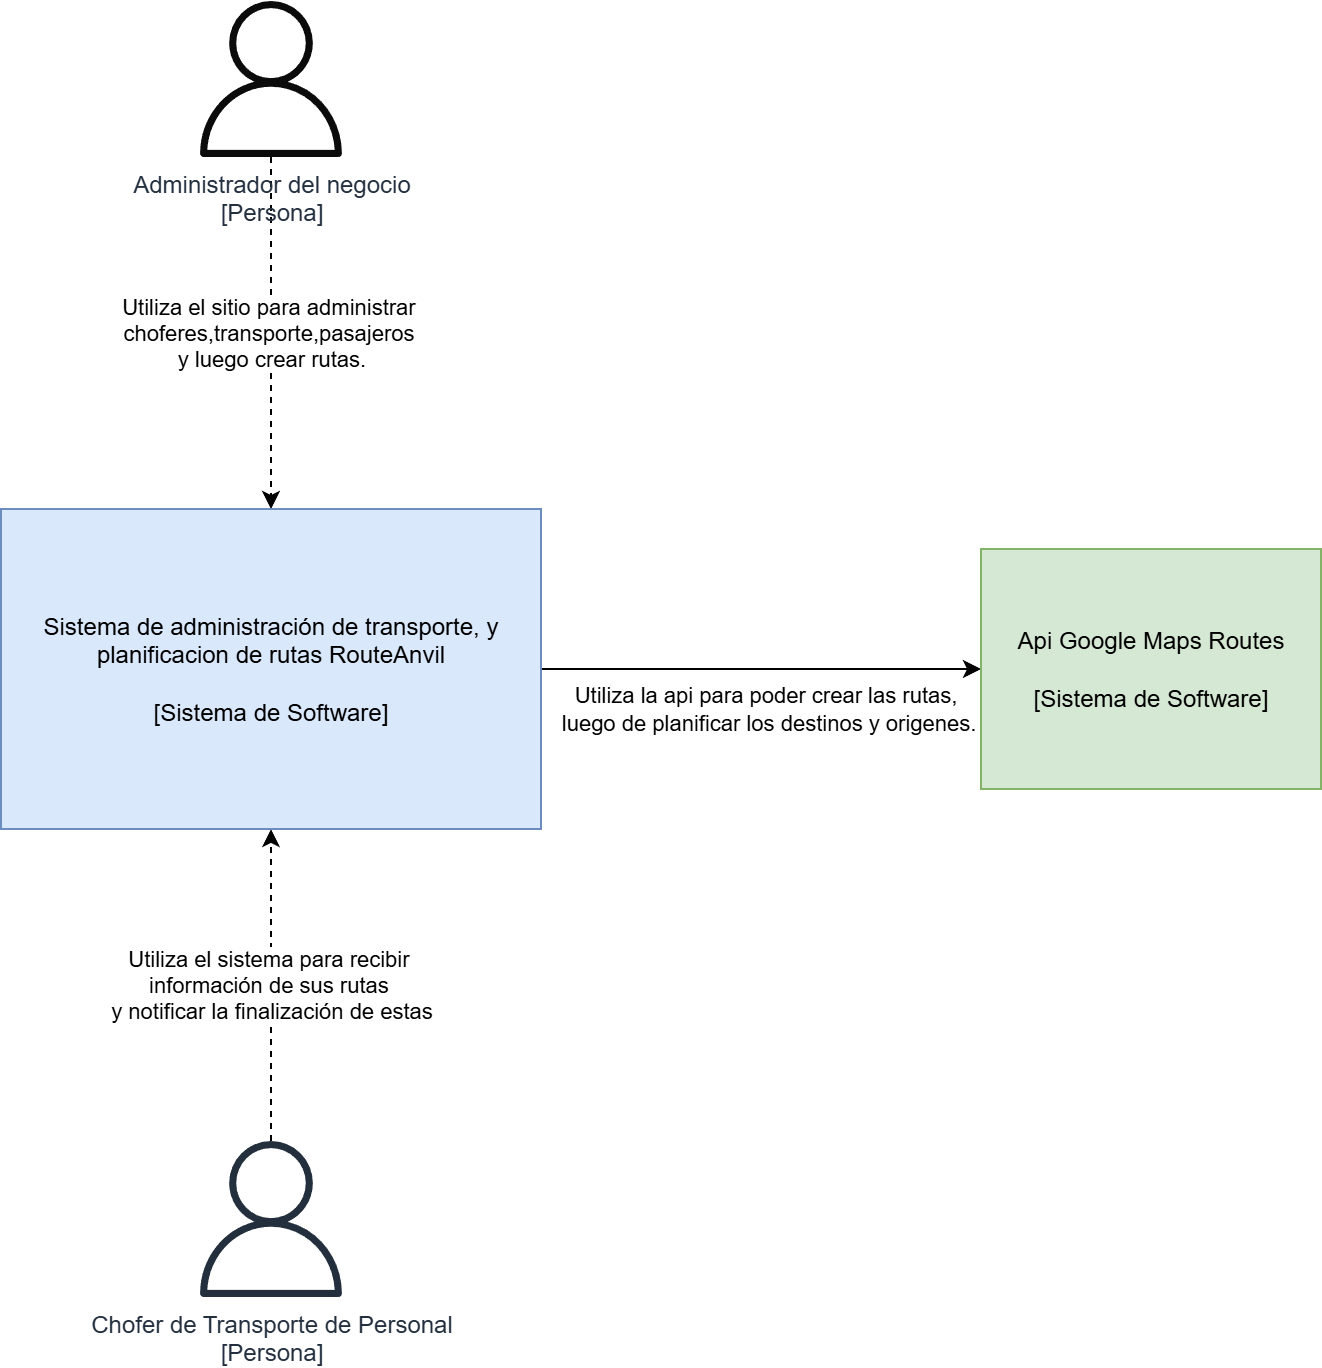 Administrador del negocio
[Persona]
Utiliza el sitio para administrar
choferes,transporte,pasajeros
y luego crear rutas.
Sistema de administración de transporte, y
planificacion de rutas RouteAnvil
[Sistema de Software]
Utiliza la api para poder crear las rutas,
luego de planificar los destinos y origenes.
Api Google Maps Routes
[Sistema de Software]
Utiliza el sistema para recibir
información de sus rutas
y notificar la finalización de estas
Chofer de Transporte de Personal
[Persona]